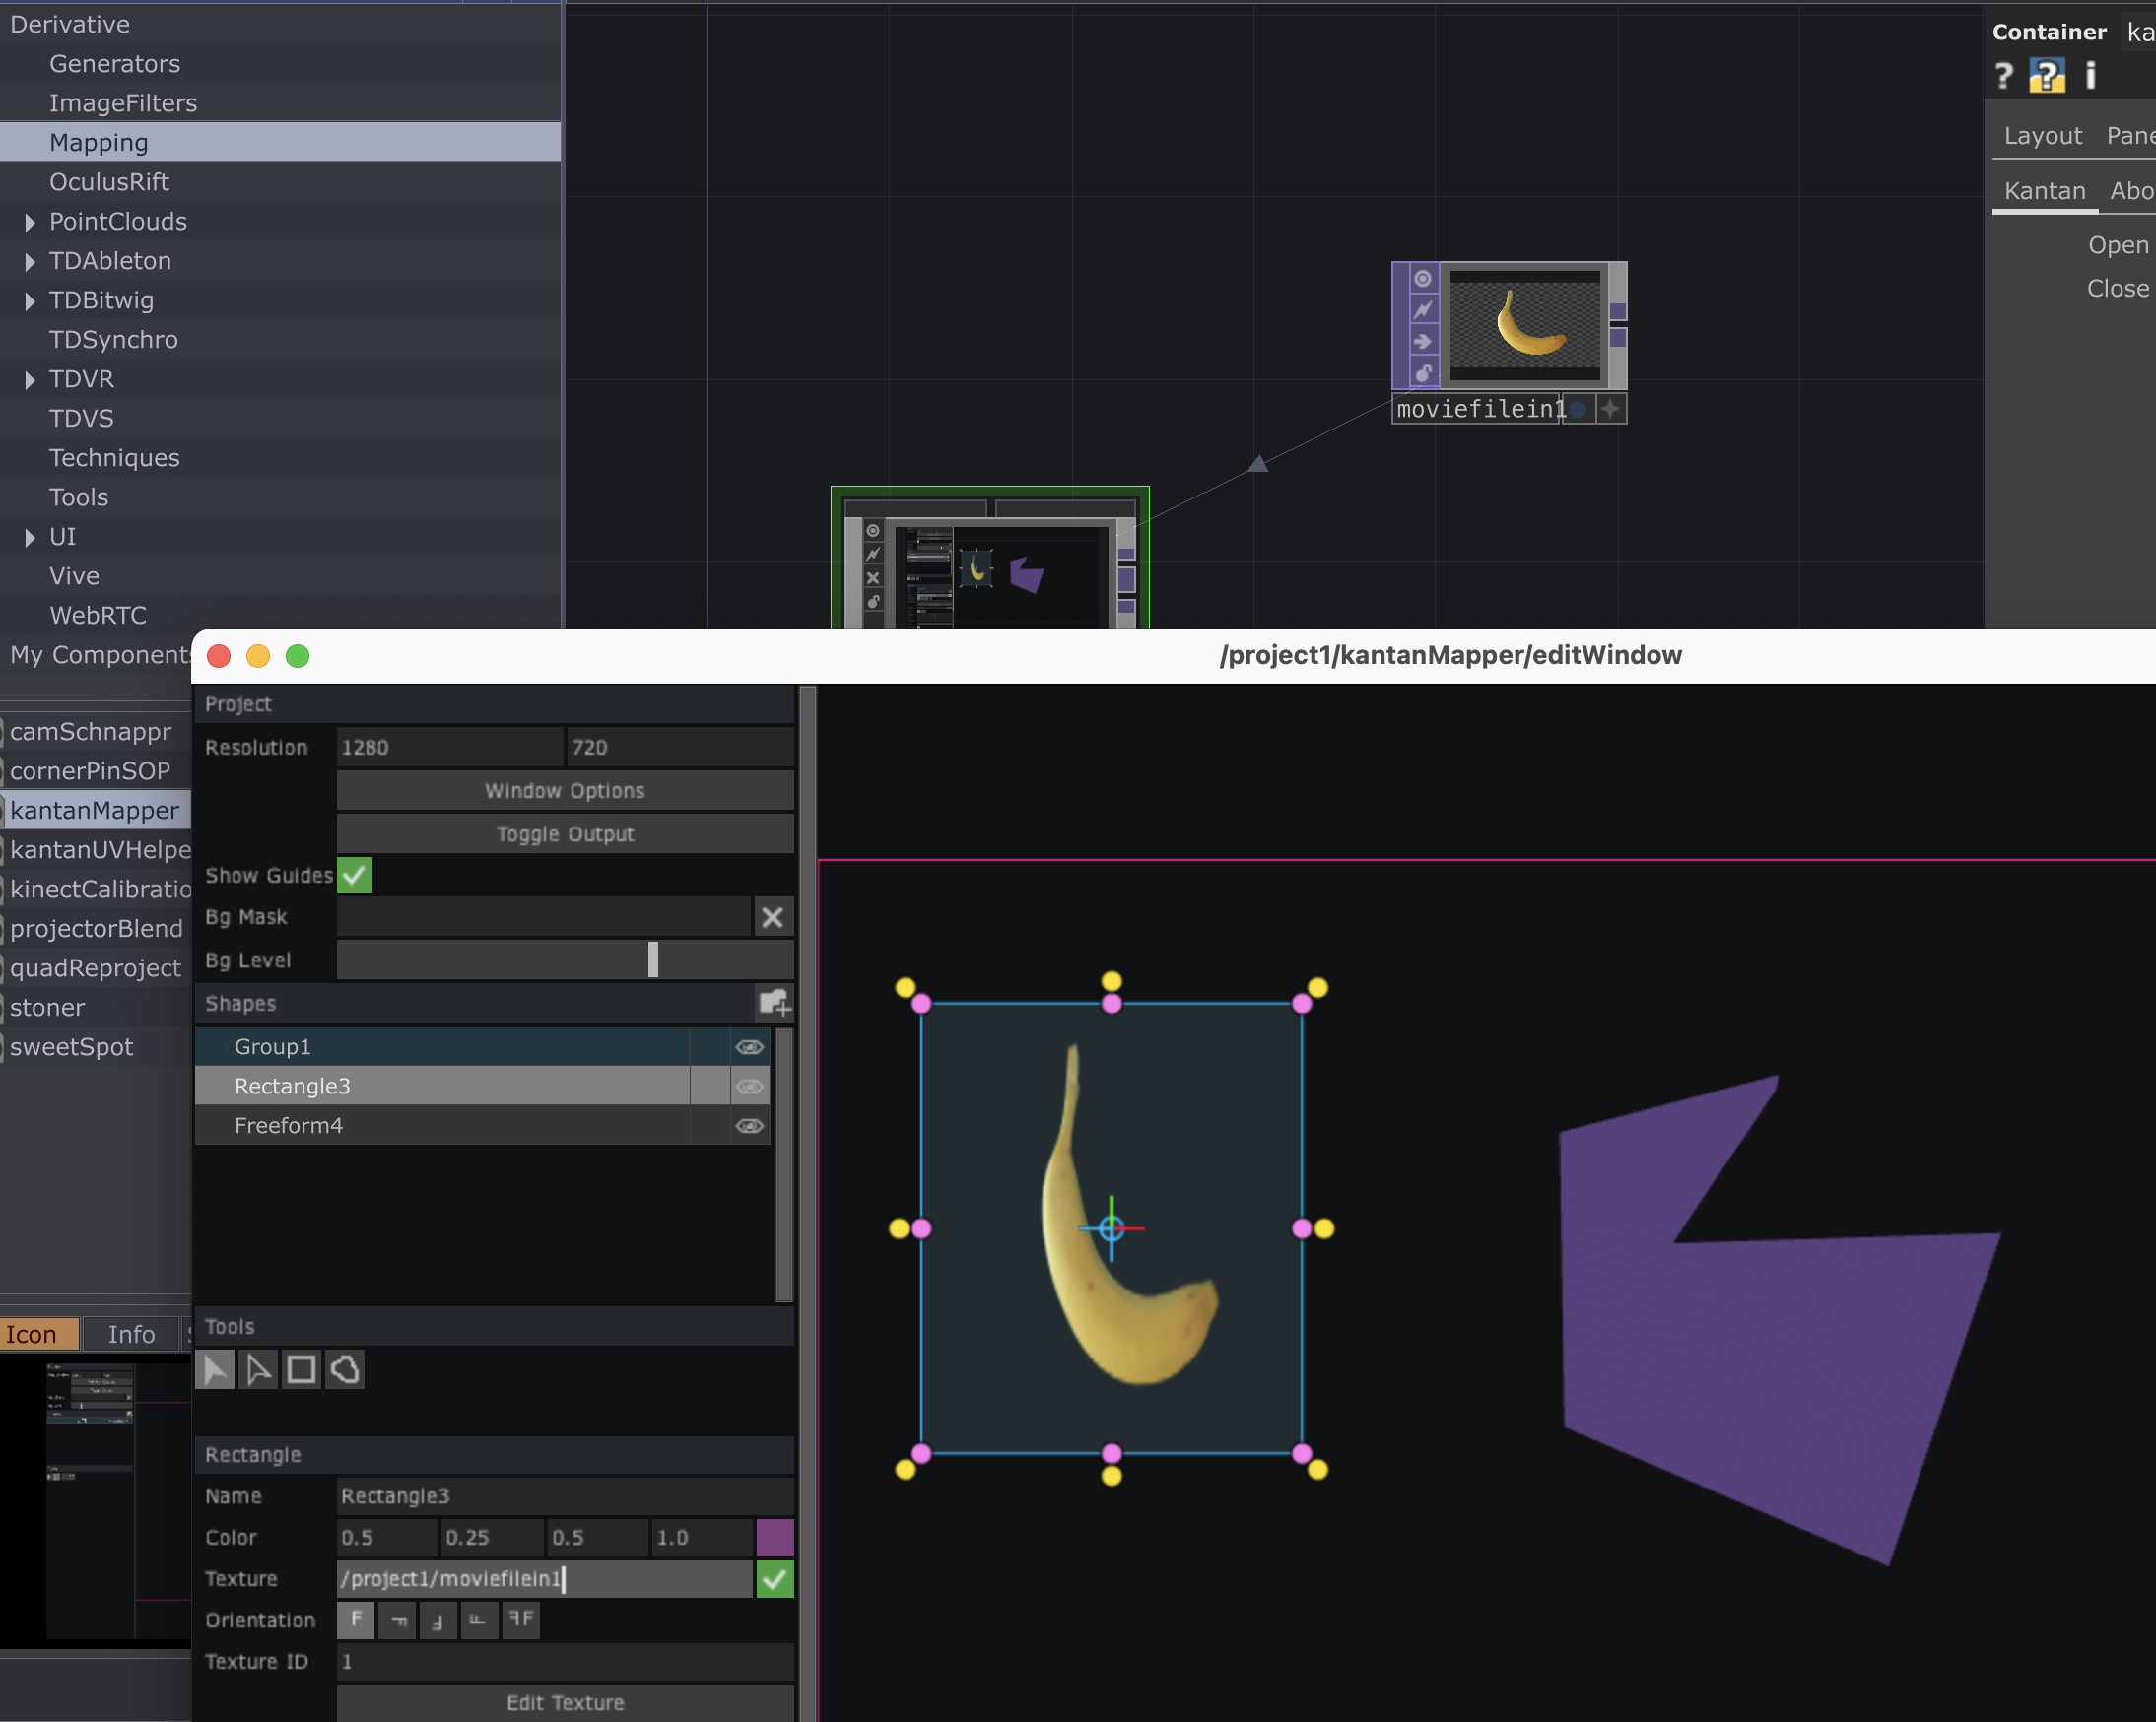 Derivative
Generators
ImageFilters
Mapping
OculusRift
PointClouds
TDAbleton
TDBitwig
TDSynchro
TDVR
TDVS
Techniques
Tools
UI
Vive
WebRTC
My Components
camSchnappr
cornerPinSOP
kantanMapper
kantanUVHelpe
kinectCalibratio
projectorBlend
quadReproject
stoner
sweetSpot
Icon Info
moviefilein1
Container ka
? ? i
Layout Pane
Kantan Abo
Open
Close
/project1/kantanMapper/editWindow
Project
Resolution 1280 720
Window Options
Toggle Output
Show Guides
Bg Mask
Bg Level
Shapes
Group1
Rectangle3
Freeform4
Tools
Rectangle
Name Rectangle3
Color 0.5 0.25 0.5 1.0
Texture /project1/moviefilein1
Orientation F F F F FF
Texture ID 1
Edit Texture